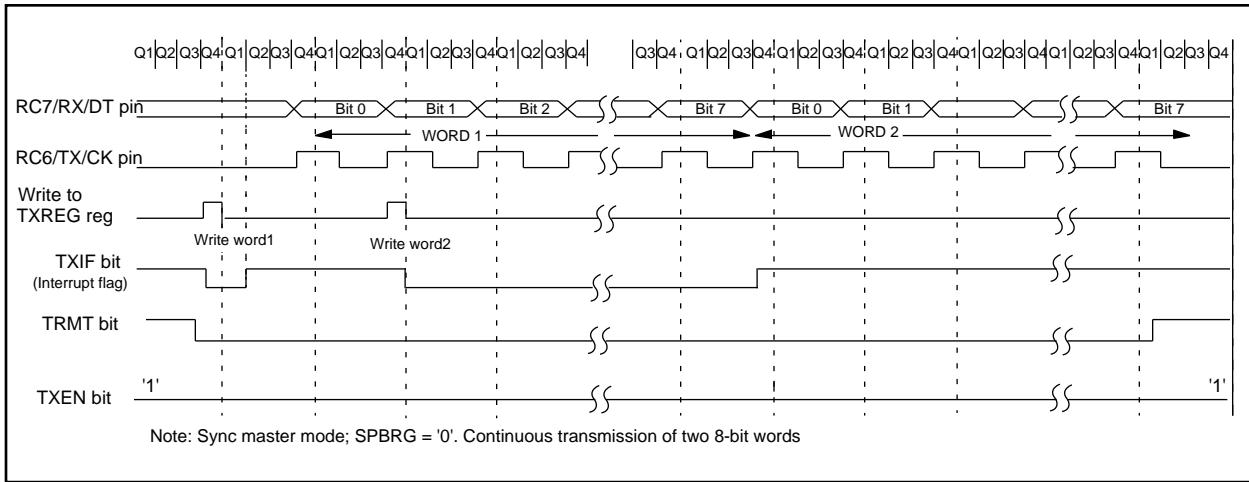 Q1 Q2 Q3 Q4 Q1 Q2 Q3 Q4 Q1 Q2 Q3 Q4 Q1 Q2 Q3 Q4 Q1 Q2 Q3 Q4 Q3 Q4 Q1 Q2 Q3 Q4 Q1 Q2 Q3 Q4 Q1 Q2 Q3 Q4 Q1 Q2 Q3 Q4 Q1 Q2 Q3 Q4 Q1 Q2 Q3 Q4
RC7/RX/DT pin Bit 0 Bit 1 Bit 2 Bit 7 Bit 0 Bit 1 Bit 7
WORD 1 WORD 2
RC6/TX/CK pin
Write to
TXREG reg
Write word1 Write word2
TXIF bit
(Interrupt flag)
TRMT bit
'1' '1'
TXEN bit
Note: Sync master mode; SPBRG = '0'. Continuous transmission of two 8-bit words